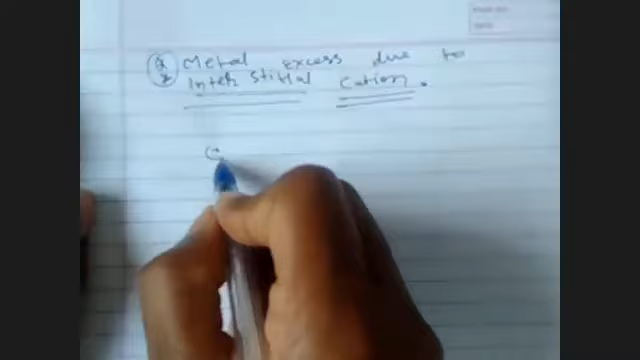 Metal excess due to
Interstitial cation.